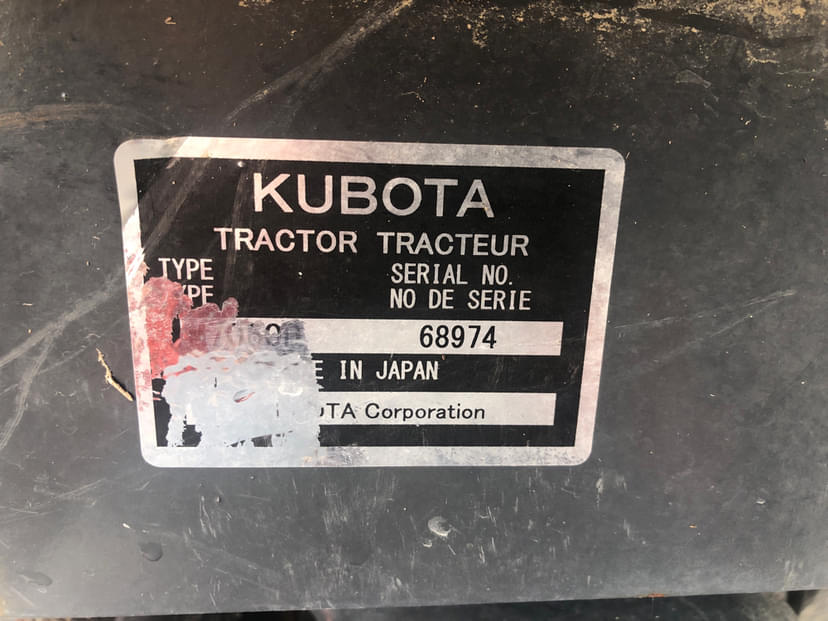 KUBOTA
TRACTOR TRACTEUR
TYPE SERIAL NO.
NO DE SERIE
68974
IN JAPAN
Corporation